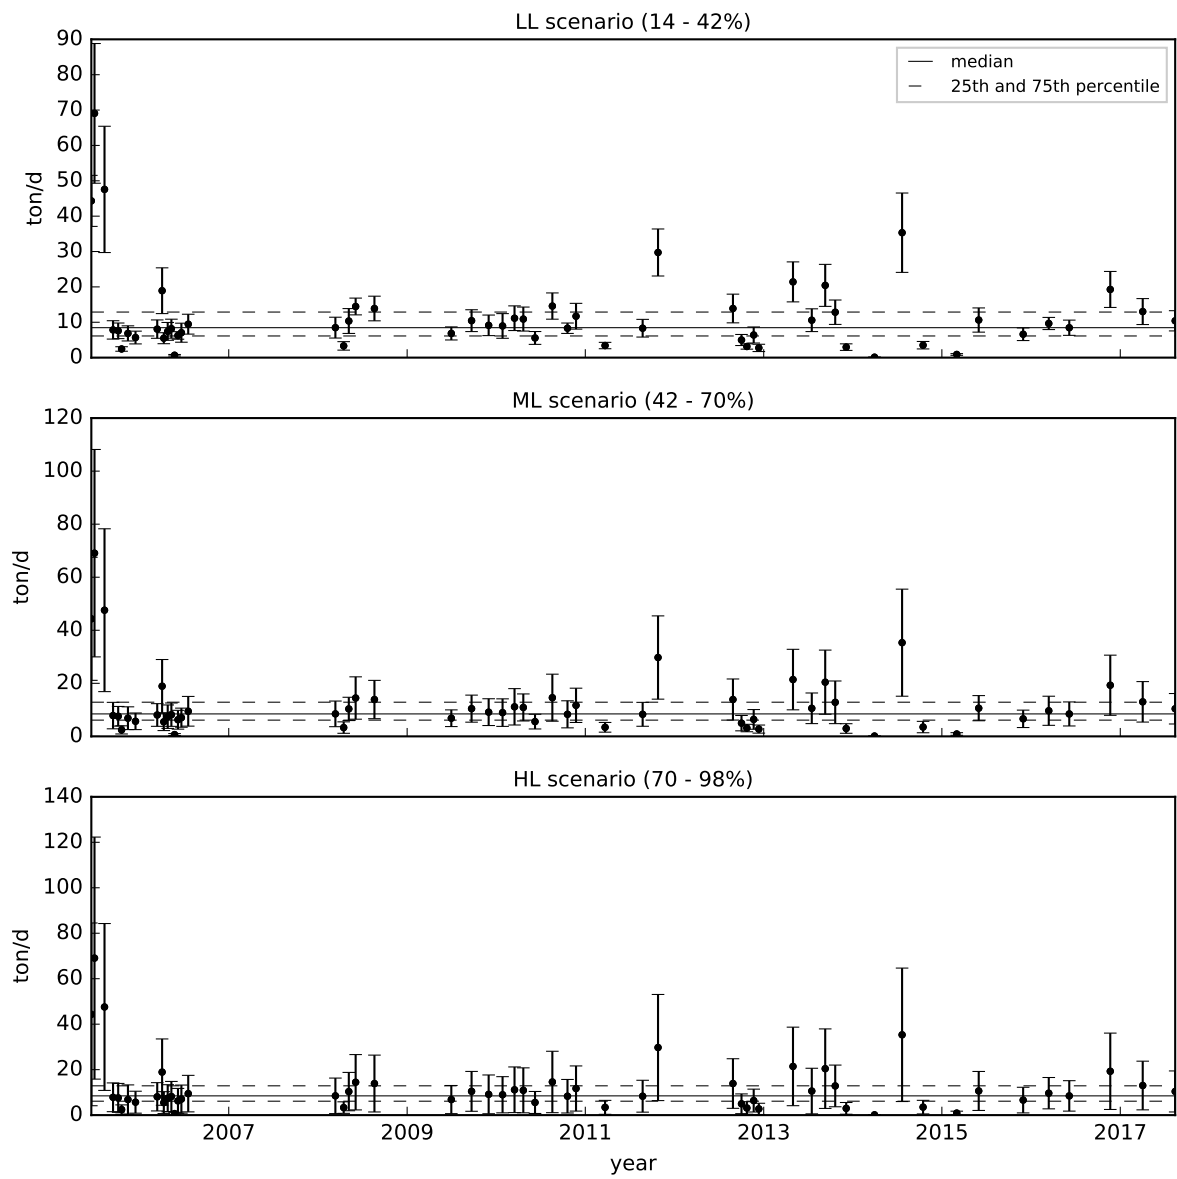 LL scenario (14 - 42%)
90
80
70
60
50
40
30
20
10
0
ton/d
median
25th and 75th percentile
ML scenario (42 - 70%)
120
100
80
60
40
20
0
ton/d
HL scenario (70 - 98%)
140
120
100
80
60
40
20
0
ton/d
2007 2009 2011 2013 2015 2017
year